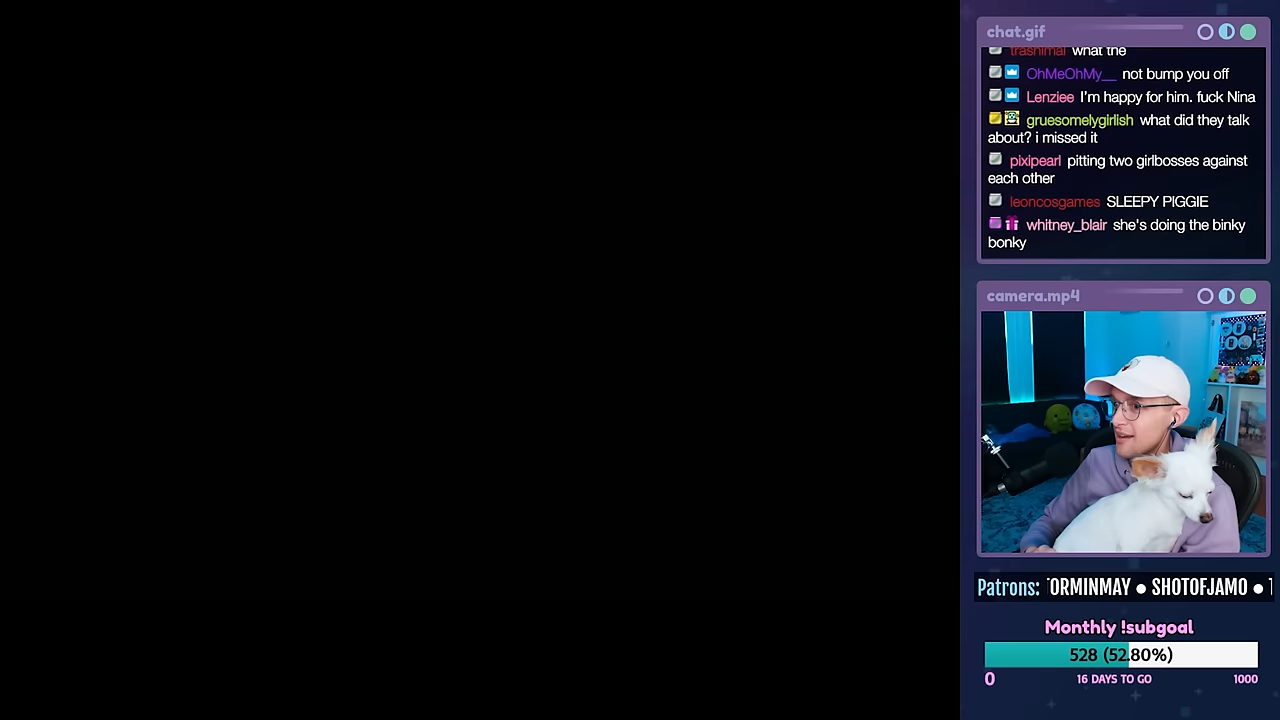 chat.gif
trashimal what the
OhMeOhMy__ not bump you off
Lenziee I'm happy for him. fuck Nina
gruesomelygirlish what did they talk
about? i missed it
pixipearl pitting two girlbosses against
each other
leoncosgames SLEEPY PIGGIE
whitney_blair she's doing the binky
bonky
camera.mp4
Patrons: TORMINMAY ● SHOTOFJAMO ●
Monthly !subgoal
528 (52.80%)
0 16 DAYS TO GO 1000